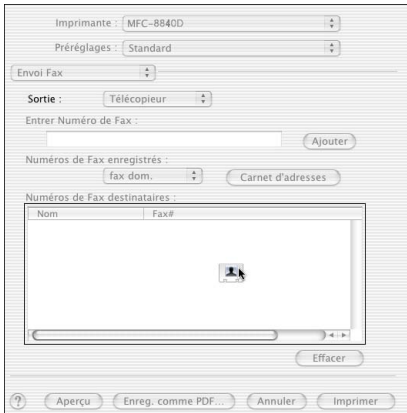 Imprimante : MFC-8840D
Préréglages : Standard
Envoi Fax
Sortie : Télécopieur
Entrer Numéro de Fax :
Ajouter
Numéros de Fax enregistrés :
fax dom. Carnet d'adresses
Numéros de Fax destinataires :
Nom Fax#
Effacer
? Aperçu Enreg. comme PDF... Annuler Imprimer